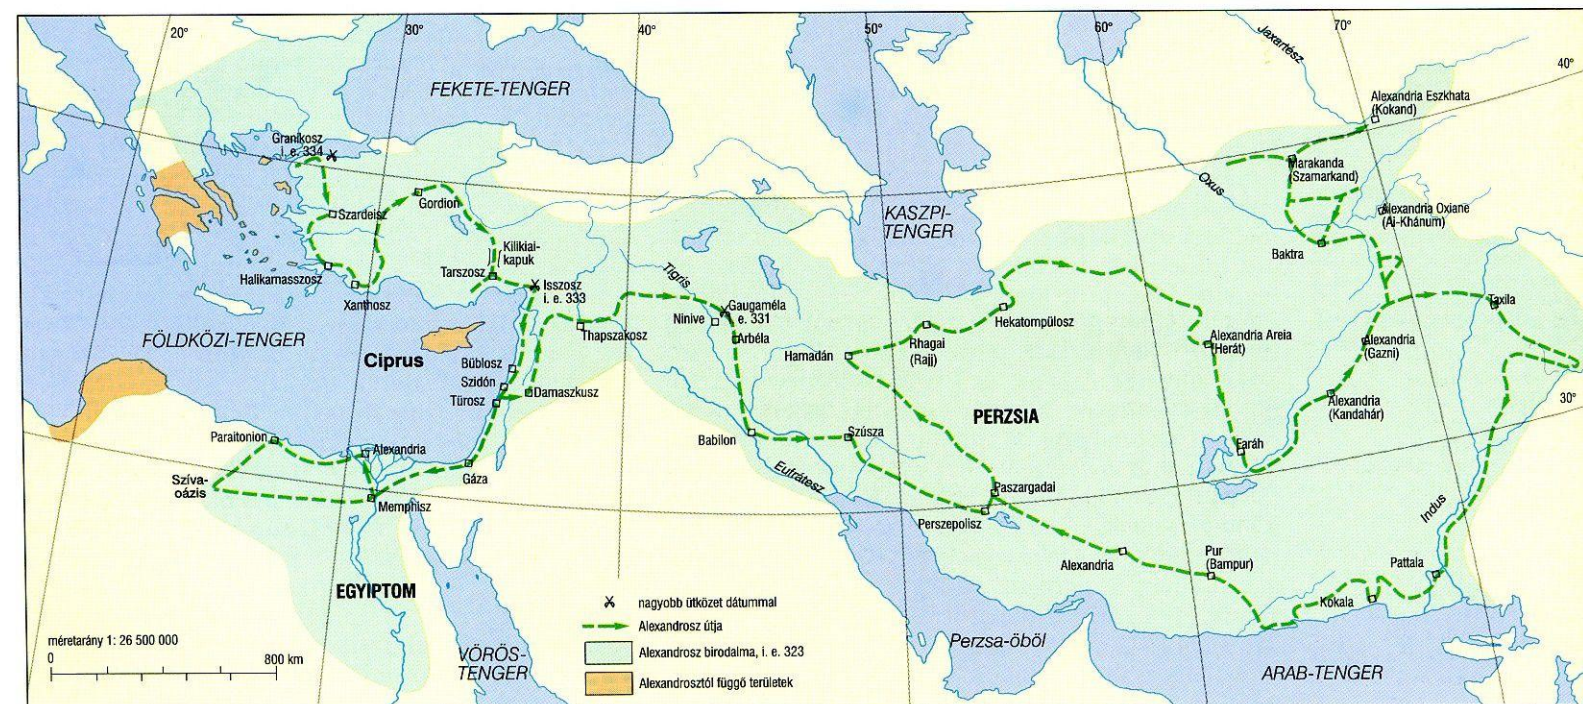 20°
30°
40°
50°
60°
70°
40°
30°
FEKETE-TENGER
Jaxartész
Alexandria Eszkhata
(Kokand)
Graníkosz
i. e. 334
Marakanda
(Szamarkand)
Oxus
Gordion
Szardeisz
KASZPI-
TENGER
Alexandria Oxiane
(Ai-Khánum)
Kilikiai-
kapuk
Baktra
Halikarnasszosz
Tarszosz
Isszosz
i. e. 333
Tigris
Xanthosz
Gaugaméla
e. 331
Ninive
Hekatompülosz
Taxila
FÖLDKÖZI-TENGER
Thapszakosz
Arbéla
Rhagai
(Rajj)
Alexandria Areia
(Herát)
Alexandria
(Gazni)
Ciprus
Hamadán
Büblosz
Szidón
Türosz
Damaszkusz
PERZSIA
Alexandria
(Kandahár)
Paraitonion
Alexandria
Babilon
Szúsza
Faráh
Szíva-
oázis
Gáza
Eufrátesz
Paszargadai
Memphisz
Perszepolisz
Indus
Alexandria
Pur
(Bampur)
Pattala
EGYIPTOM
Kokala
nagyobb ütközet dátummal
Alexandrosz útja
méretarány 1: 26 500 000
0 800 km
Alexandrosz birodalma, i. e. 323
Alexandrosztól függő területek
VÖRÖS-
TENGER
Perzsa-öböl
ARAB-TENGER